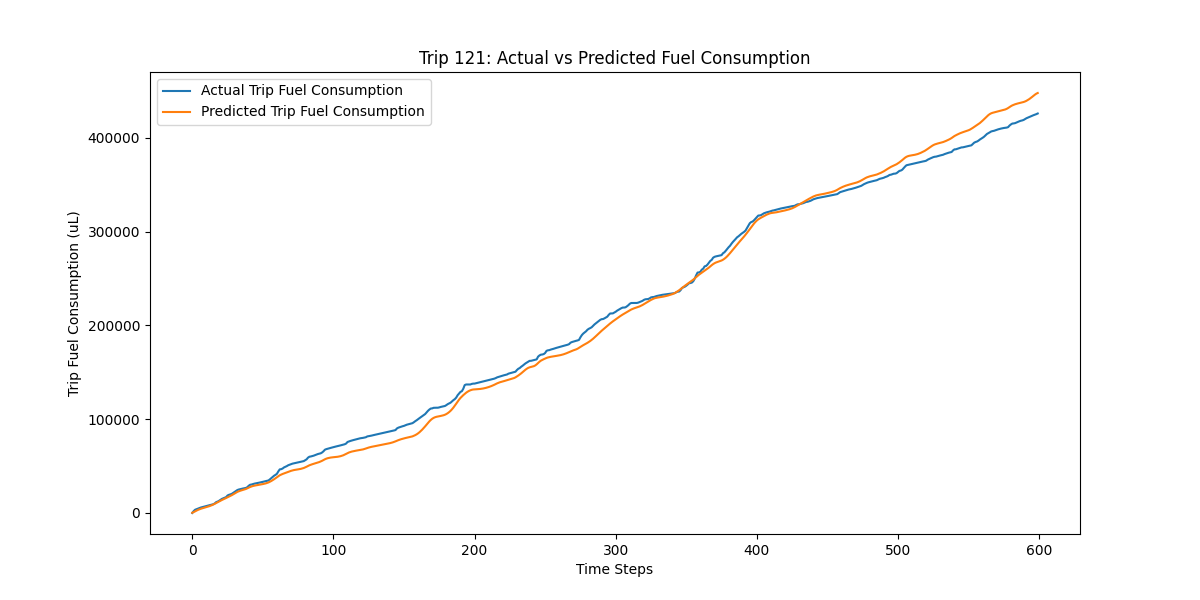 Trip 121: Actual vs Predicted Fuel Consumption
Actual Trip Fuel Consumption
Predicted Trip Fuel Consumption
Trip Fuel Consumption (uL)
400000
300000
200000
100000
0
0 100 200 300 400 500 600
Time Steps